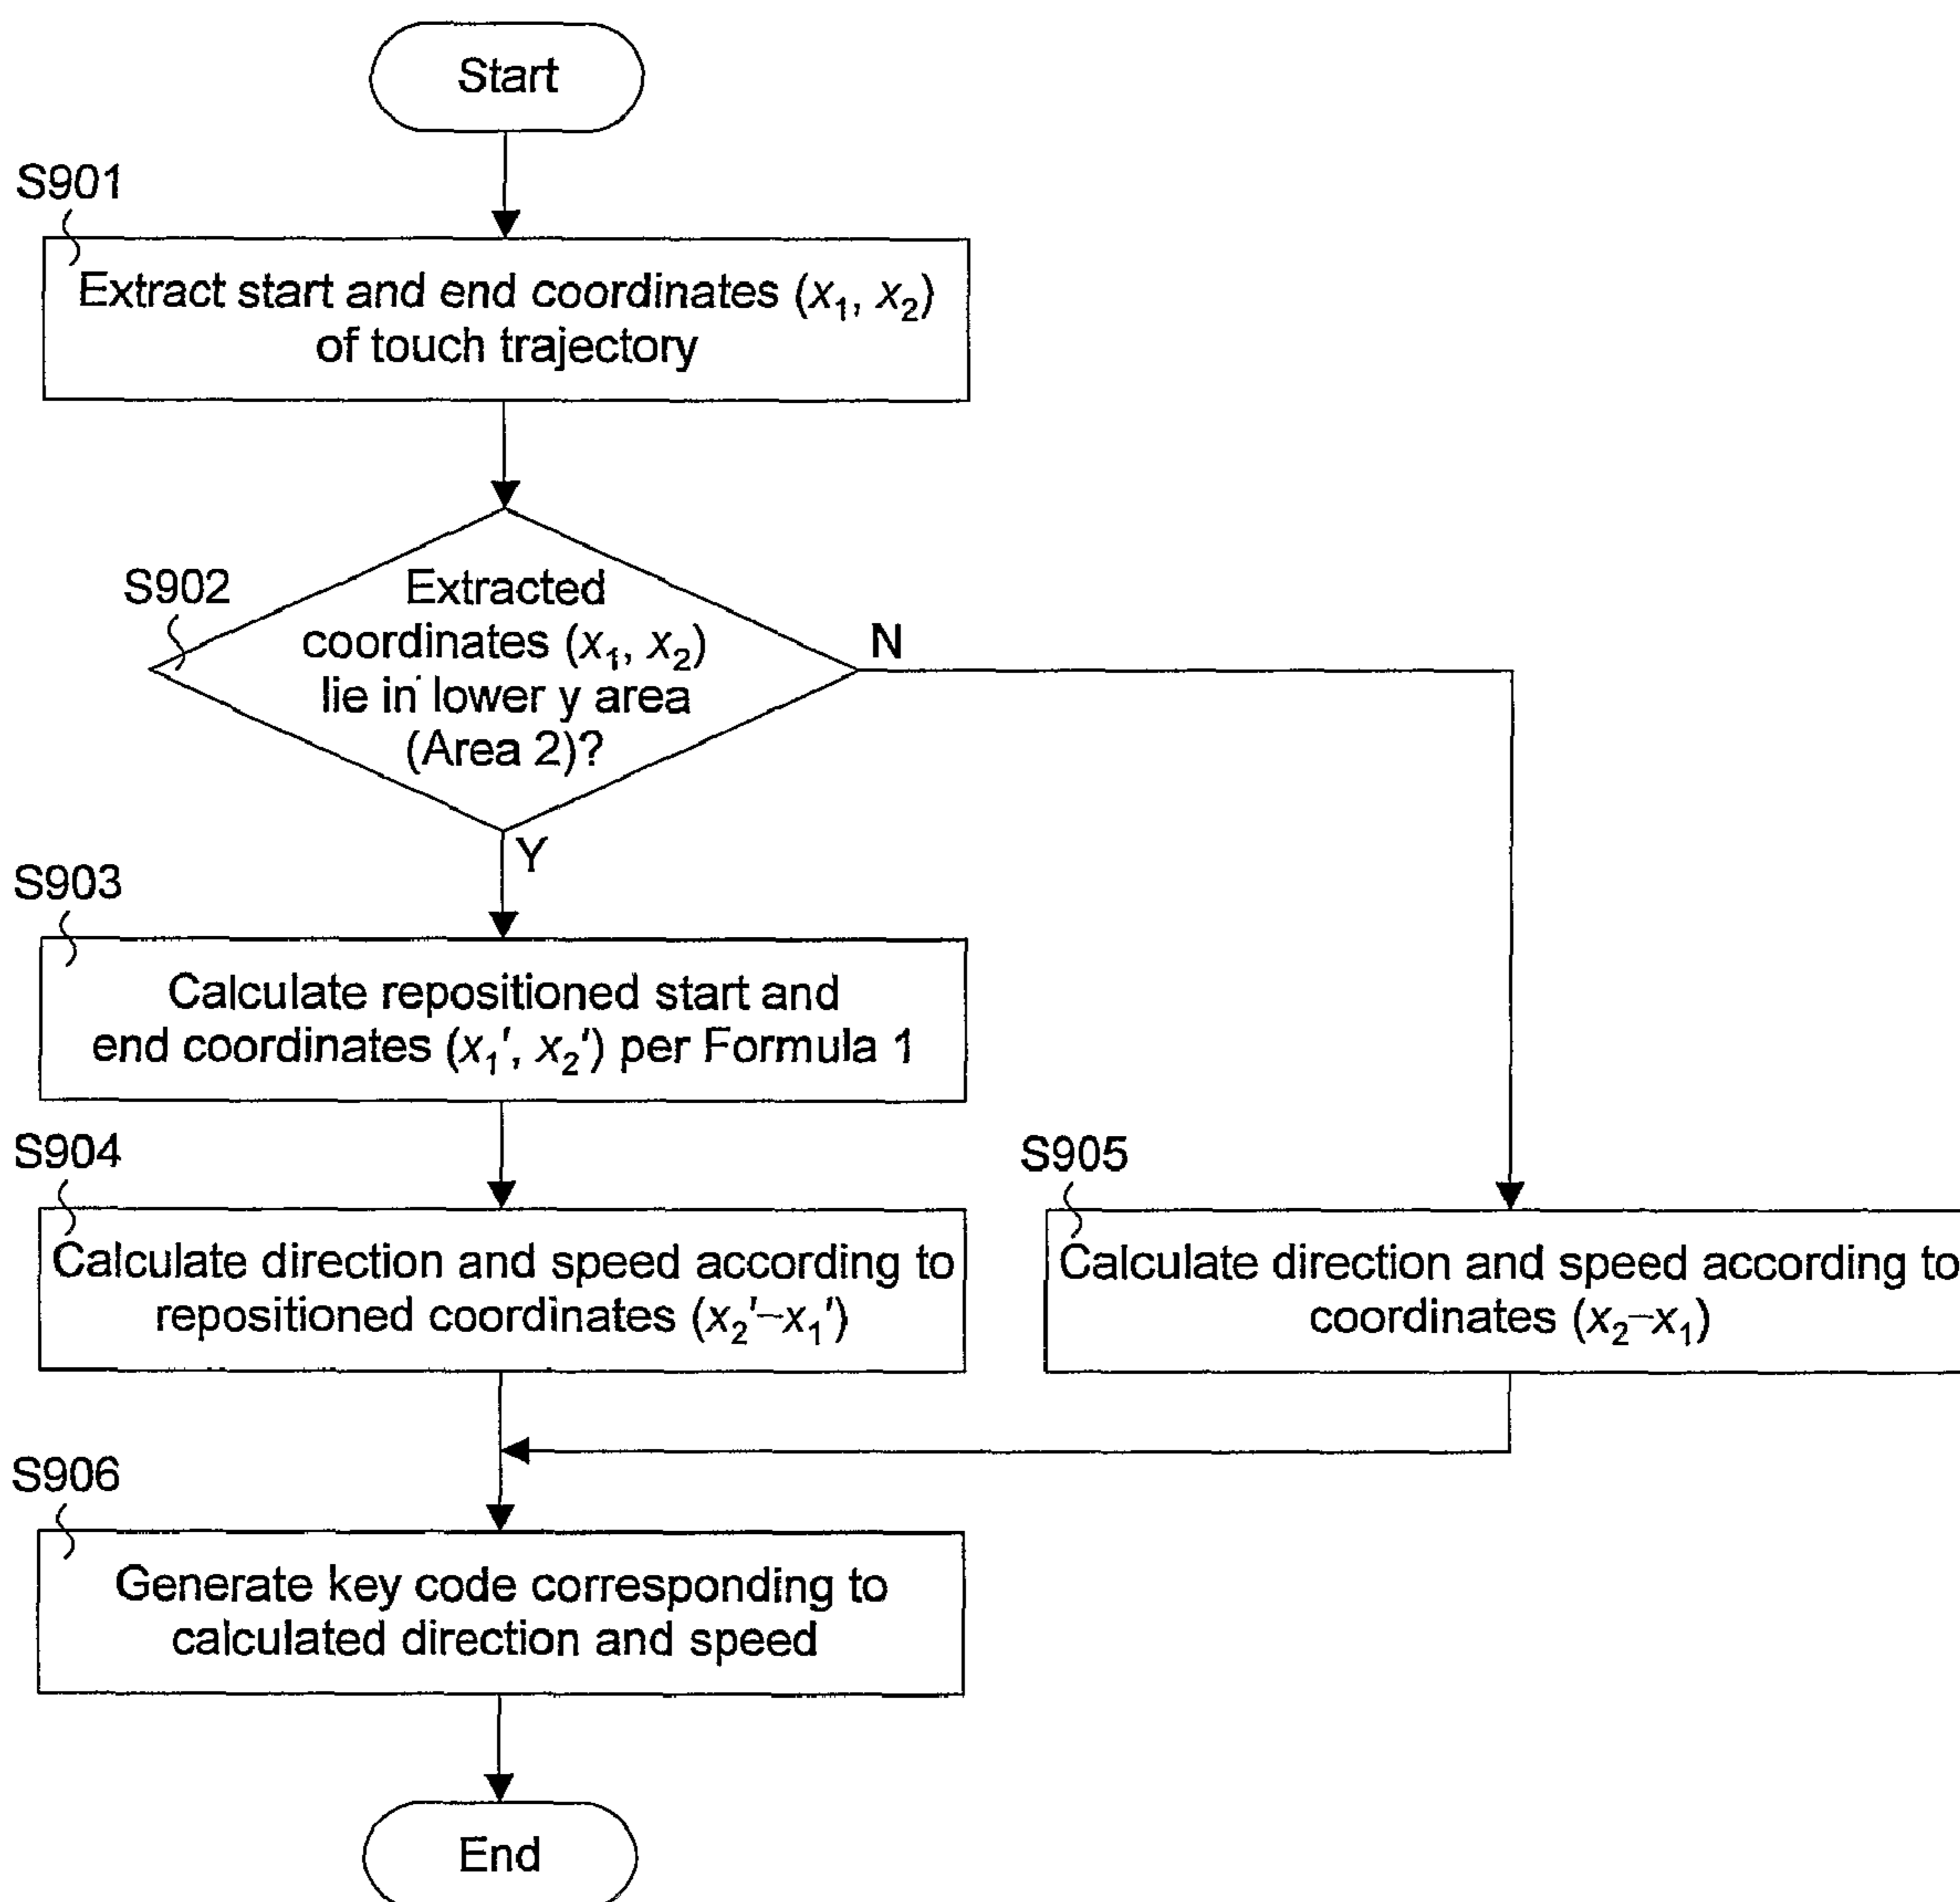 Start
S901
Extract start and end coordinates (x₁, x₂)
of touch trajectory
S902
Extracted
coordinates (x₁, x₂)
lie in lower y area
(Area 2)?
N
Y
S903
Calculate repositioned start and
end coordinates (x₁', x₂') per Formula 1
S904
Calculate direction and speed according to
repositioned coordinates (x₂'–x₁')
S905
Calculate direction and speed according to
coordinates (x₂–x₁)
S906
Generate key code corresponding to
calculated direction and speed
End